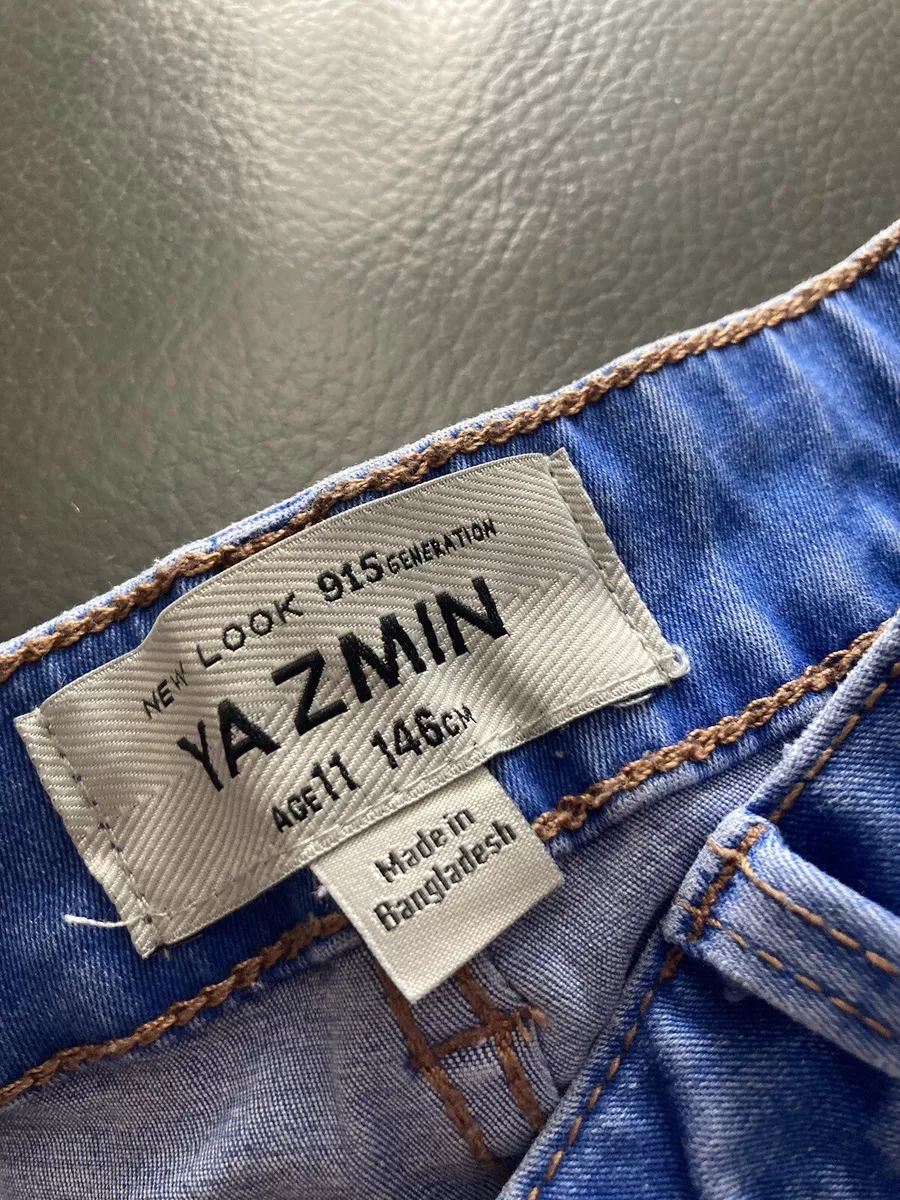 NEW LOOK 915 GENERATION
YAZMIN
AGE 11 146CM
Made in
Bangladesh